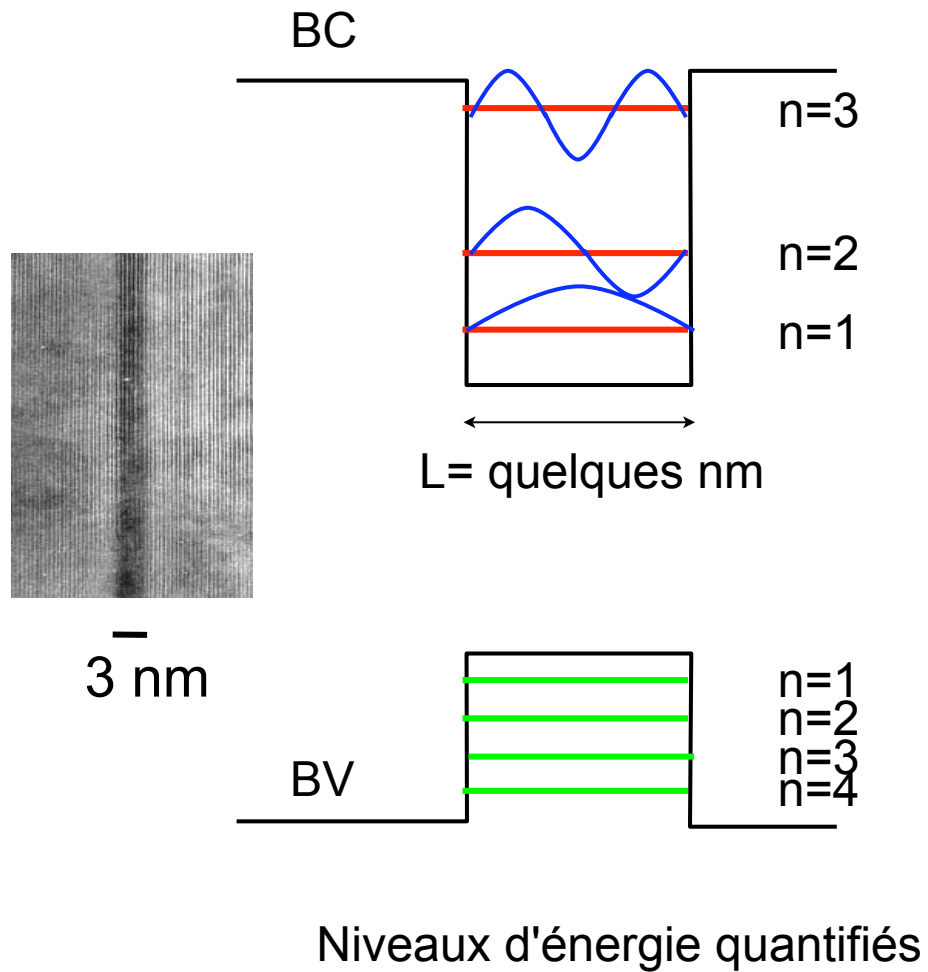 BC
n=3
n=2
n=1
L= quelques nm
3 nm
n=1
n=2
n=3
n=4
BV
Niveaux d'énergie quantifiés